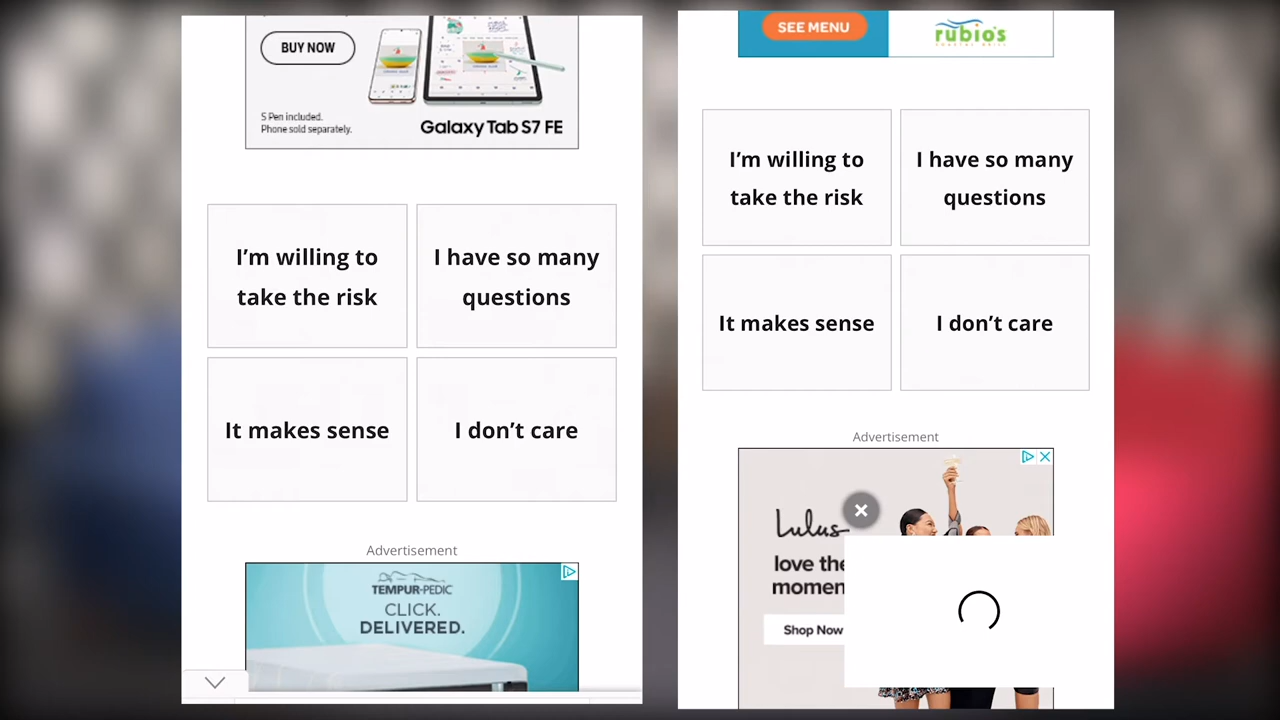 BUY NOW
S Pen included.
Phone sold separately.
Galaxy Tab S7 FE
I'm willing to
take the risk
I have so many
questions
It makes sense
I don't care
Advertisement
TEMPUR-PEDIC
CLICK.
DELIVERED.
SEE MENU
rubio's
I'm willing to
take the risk
I have so many
questions
It makes sense
I don't care
Advertisement
Lulus
love the
momen
Shop Now